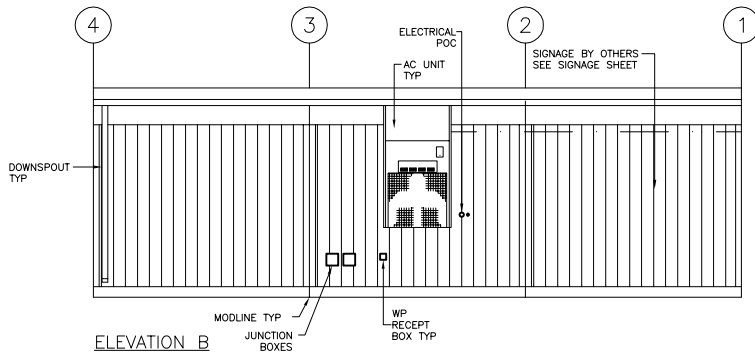 4
3
2
1
ELECTRICAL
POC
AC UNIT
TYP
SIGNAGE BY OTHERS
SEE SIGNAGE SHEET
DOWNSPOUT
TYP
MODLINE TYP
JUNCTION
BOXES
WP
RECEPT
BOX TYP
ELEVATION B